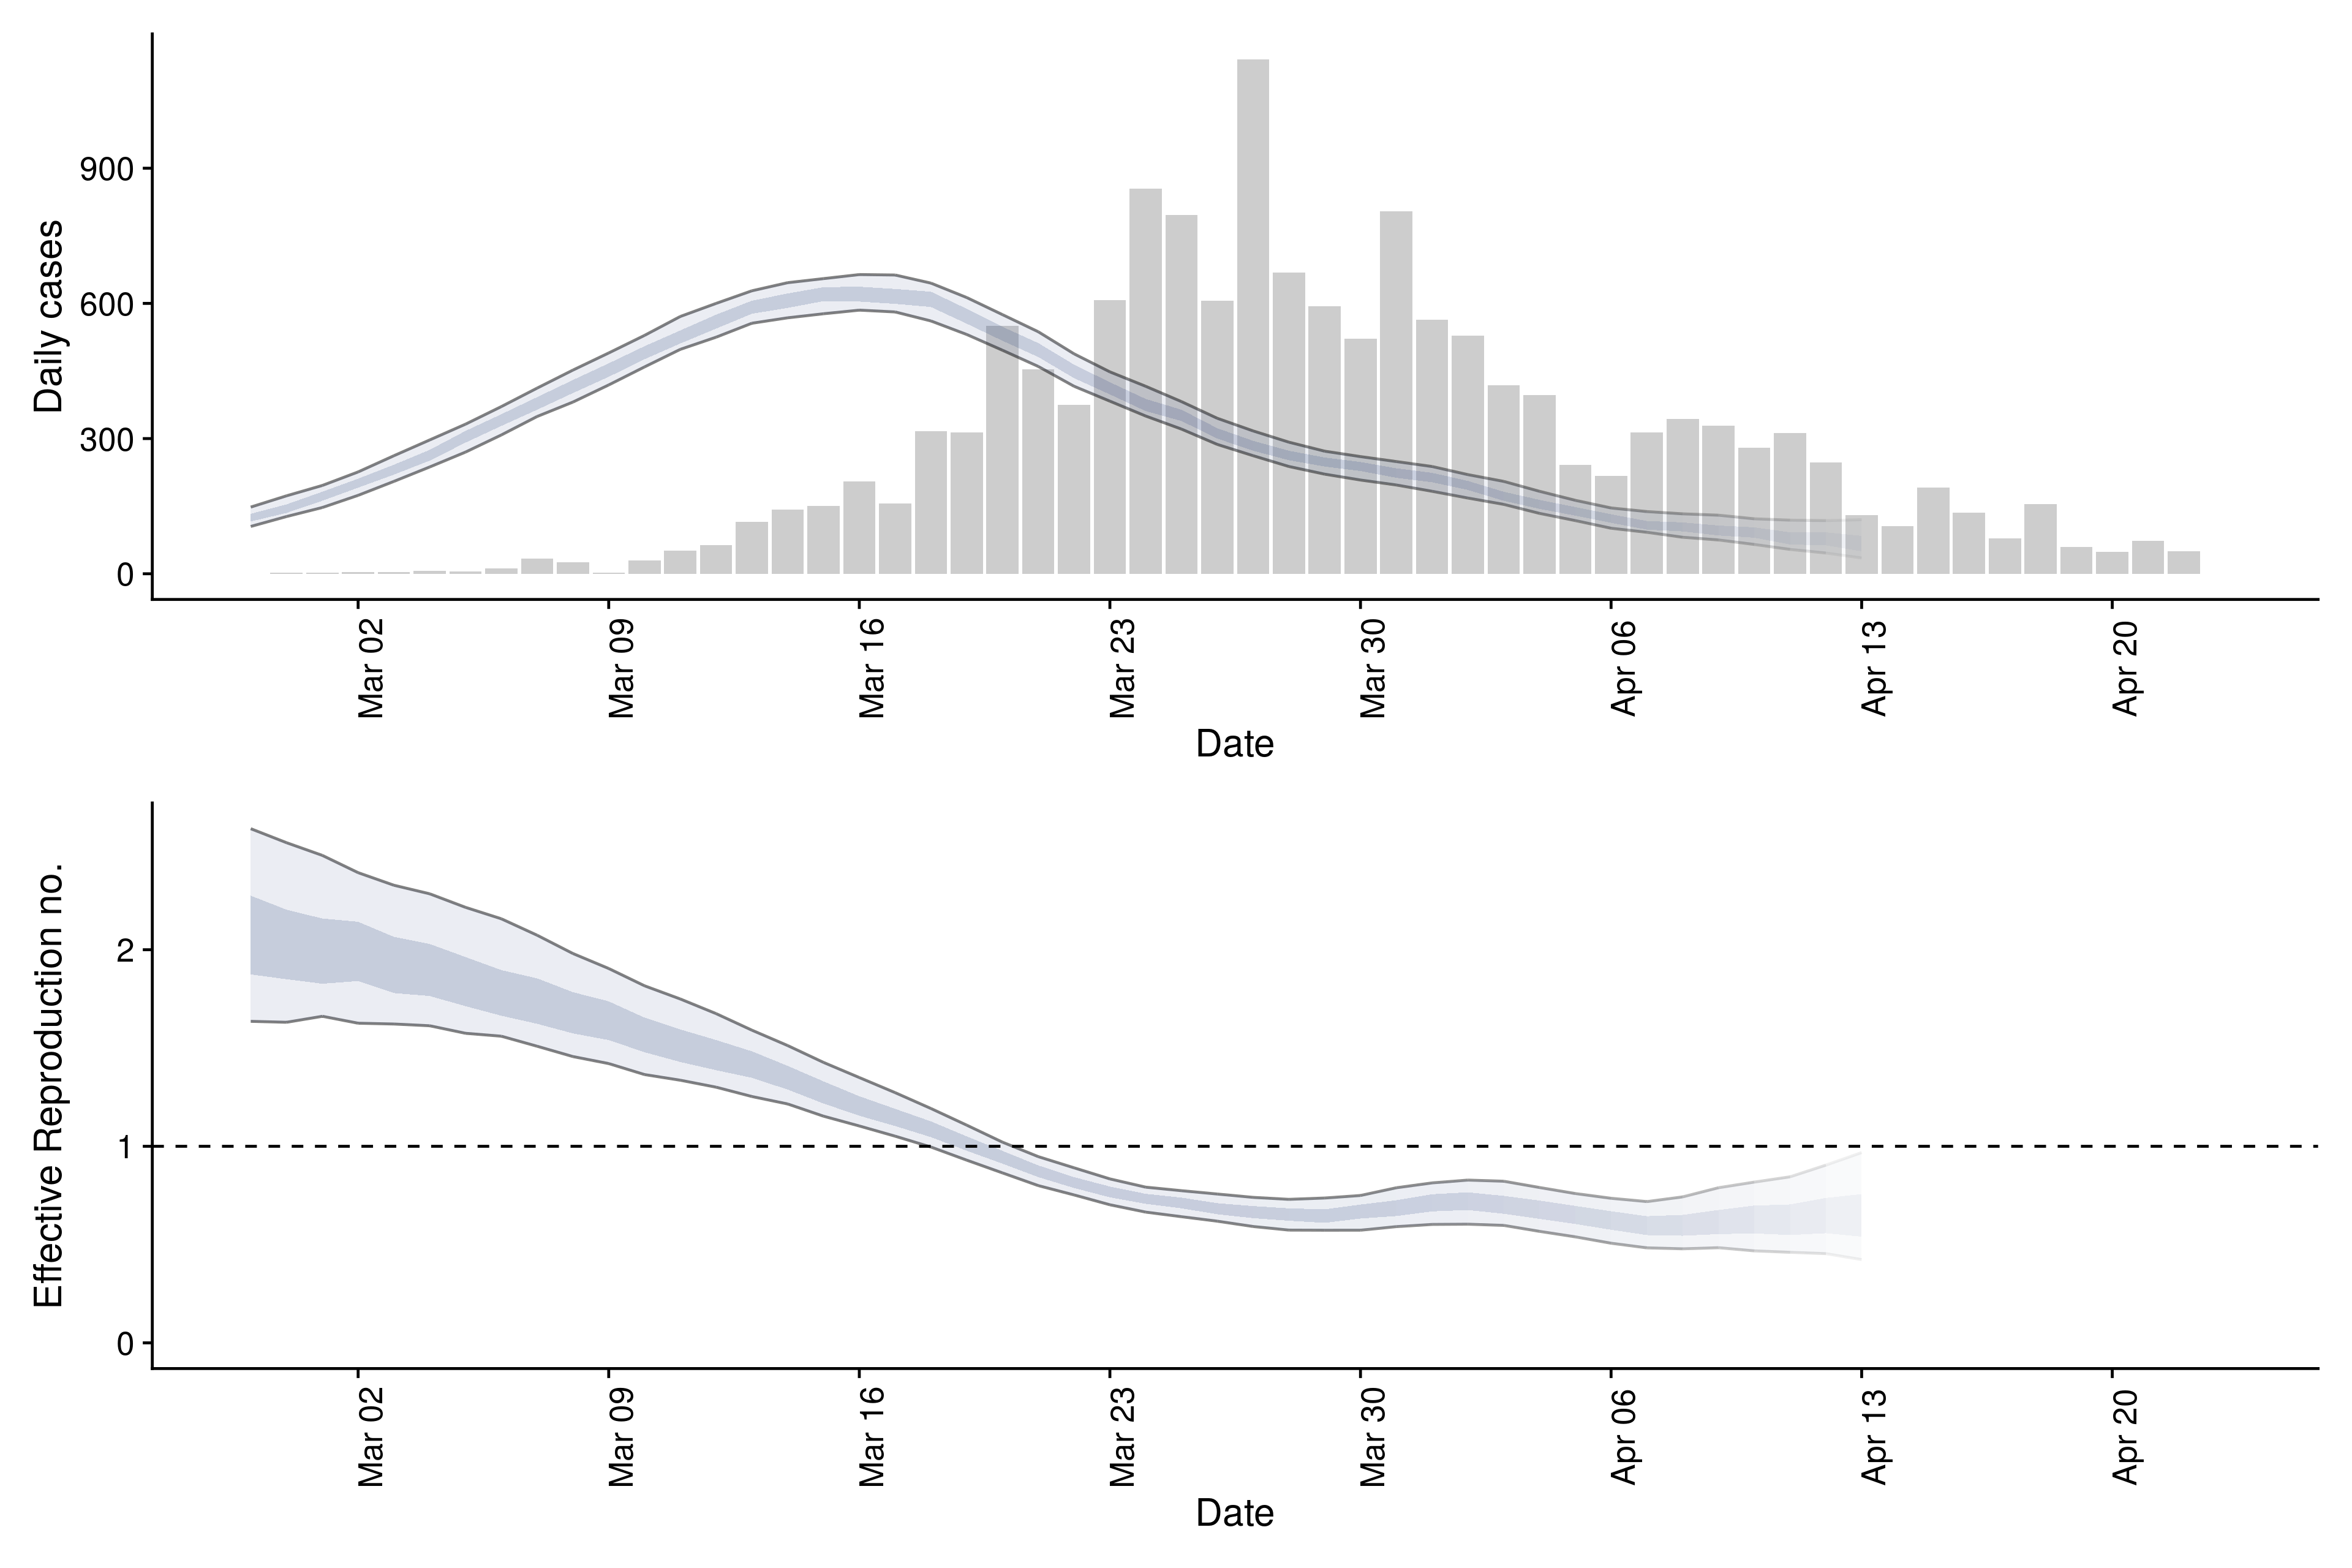 Daily cases
900
600
300
0
Mar 02
Mar 09
Mar 16
Mar 23
Mar 30
Apr 06
Apr 13
Apr 20
Date
Effective Reproduction no.
2
1
0
Mar 02
Mar 09
Mar 16
Mar 23
Mar 30
Apr 06
Apr 13
Apr 20
Date